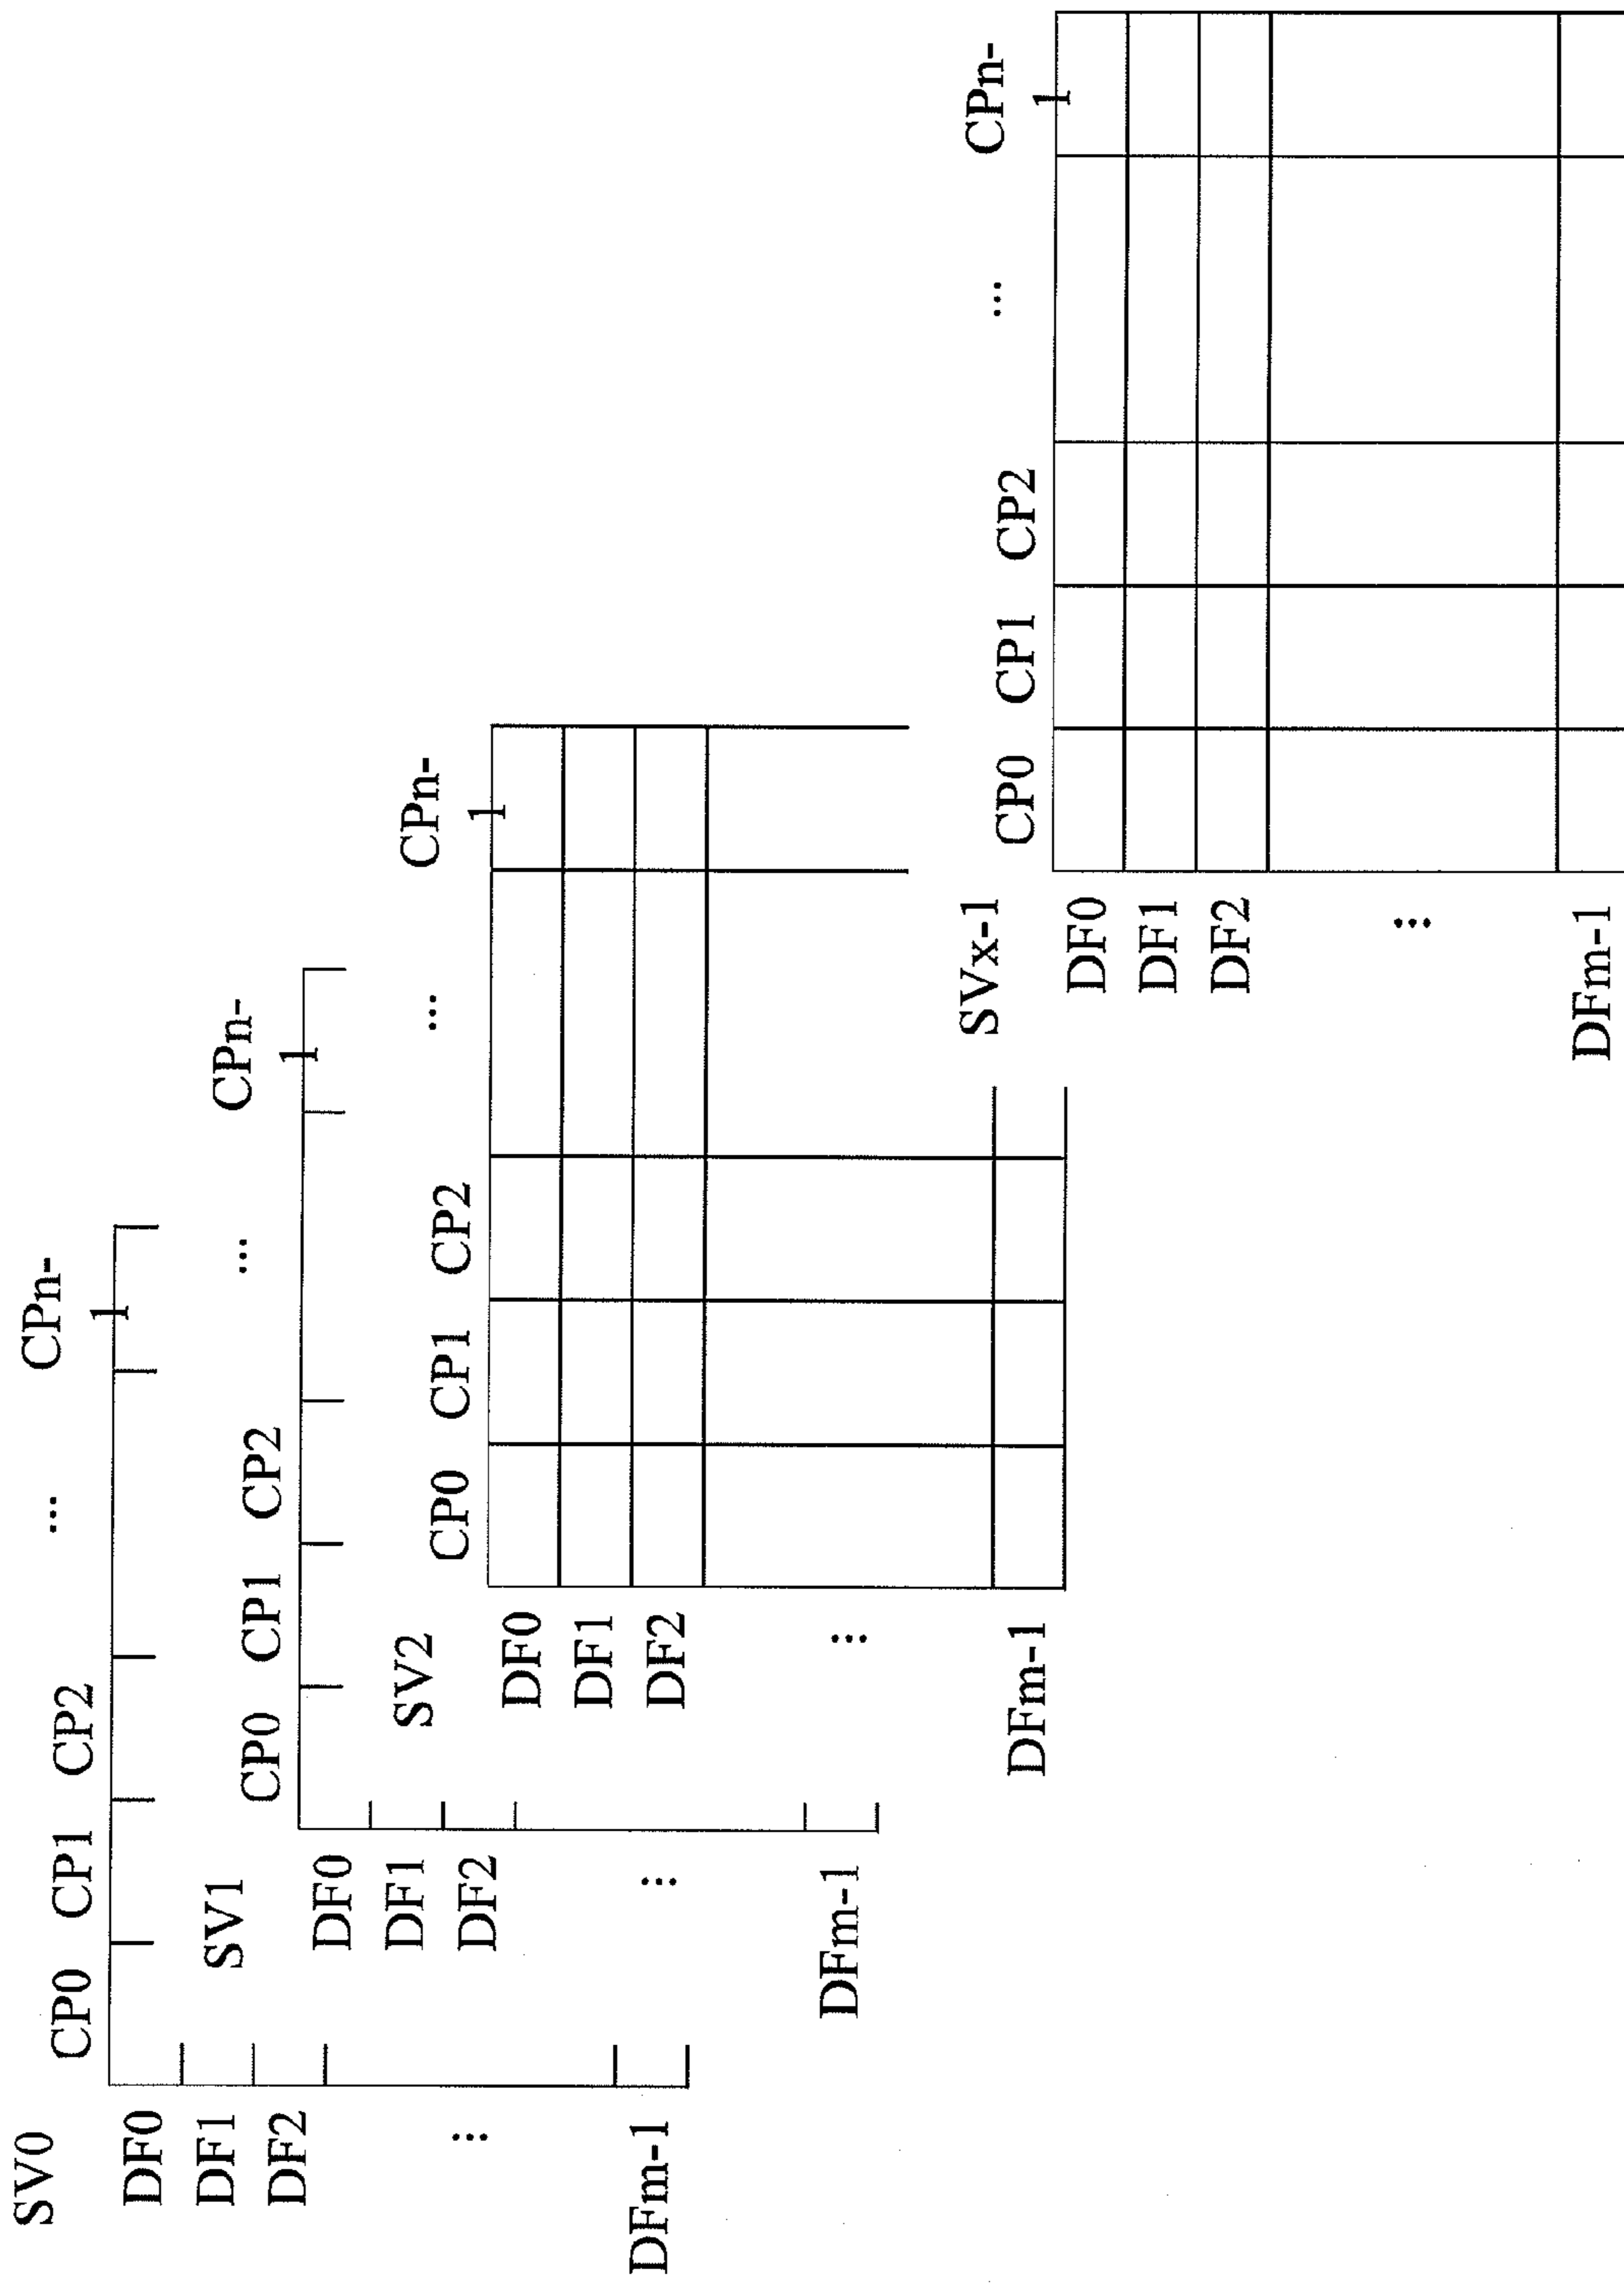 SV0
CP0 CP1 CP2 ... CPn-
1
DF0
DF1
DF2
...
DFm-1
SV1
CP0 CP1 CP2 ... CPn-
1
DF0
DF1
DF2
...
DFm-1
SV2
CP0 CP1 CP2 ... CPn-
1
DF0
DF1
DF2
...
DFm-1
SVx-1
CP0 CP1 CP2 ... CPn-
1
DF0
DF1
DF2
...
DFm-1